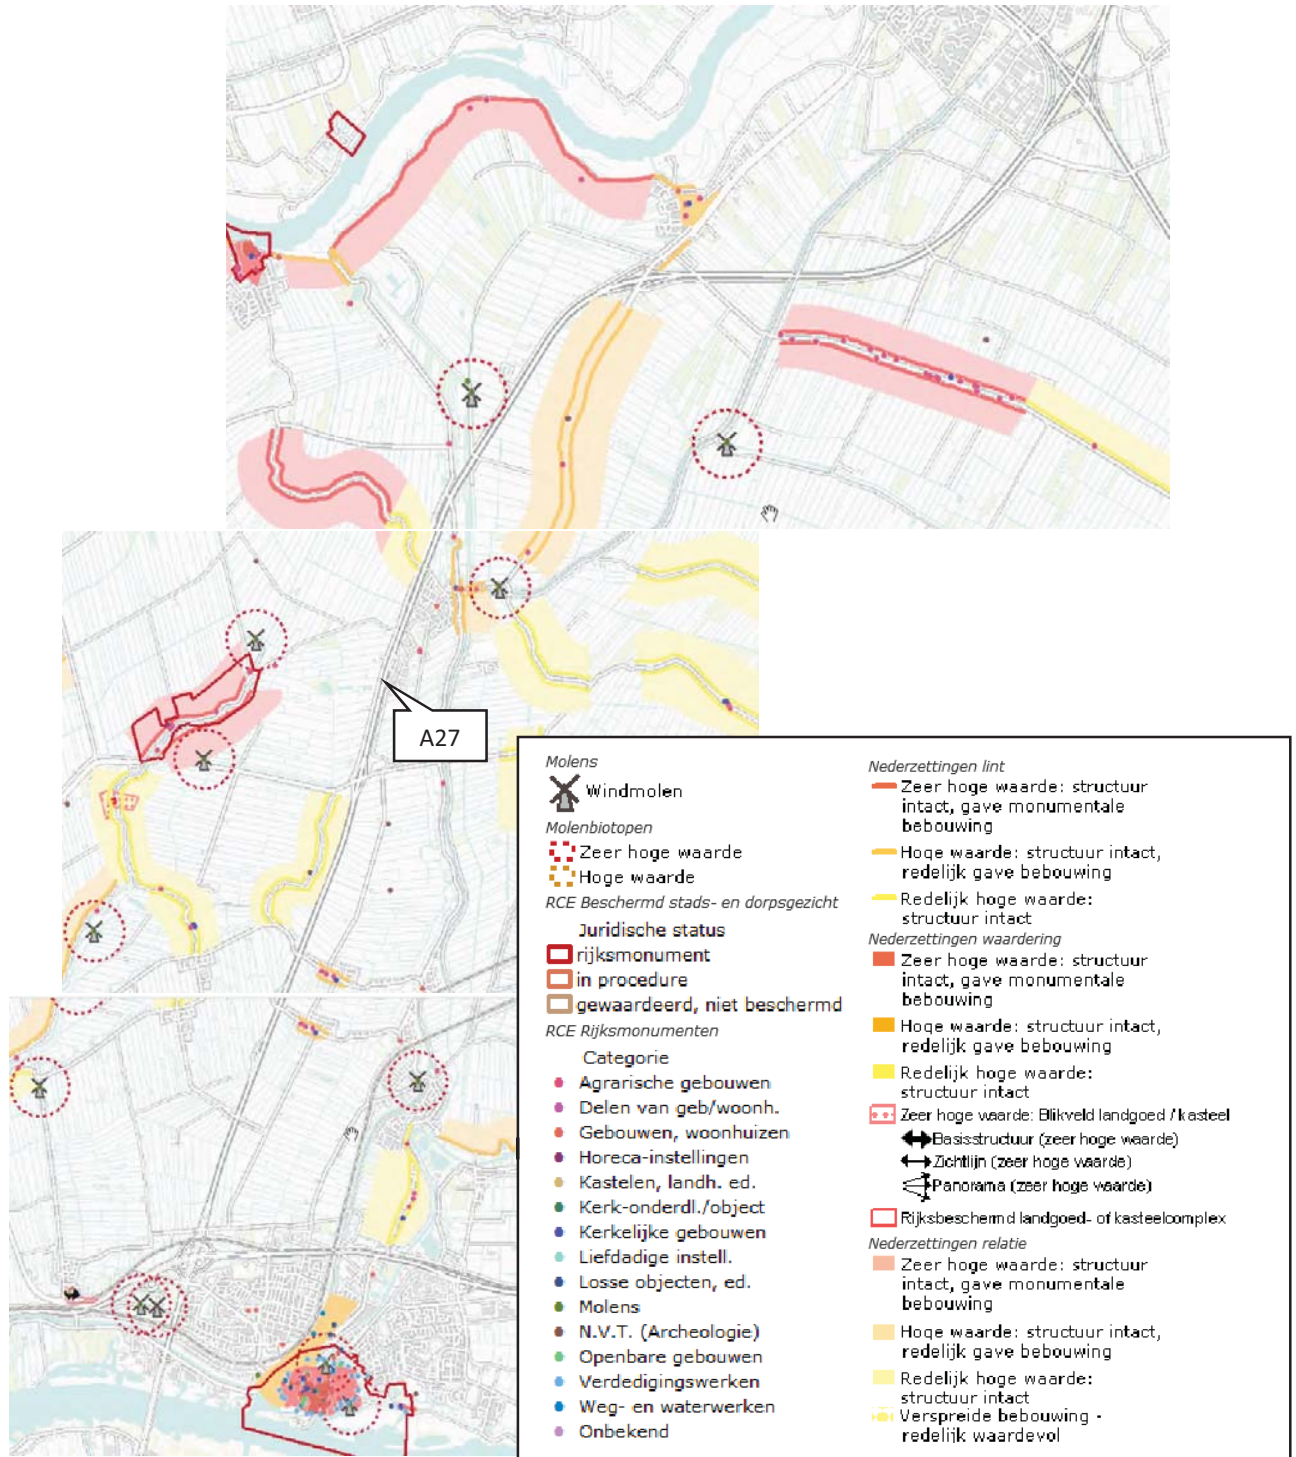 A27
Molens
Windmolen
Molenbiotopen
Zeer hoge waarde
Hoge waarde
RCE Beschermd stads- en dorpsgezicht
Juridische status
rijksmonument
in procedure
gewaardeerd, niet beschermd
RCE Rijksmonumenten
Categorie
Agrarische gebouwen
Delen van geb/woonh.
Gebouwen, woonhuizen
Horeca-instellingen
Kastelen, landh. ed.
Kerk-onderdl./object
Kerkelijke gebouwen
Liefdadige instell.
Losse objecten, ed.
Molens
N.V.T. (Archeologie)
Openbare gebouwen
Verdedigingswerken
Weg- en waterwerken
Onbekend
Nederzettingen lint
Zeer hoge waarde: structuur
intact, gave monumentale
bebouwing
Hoge waarde: structuur intact,
redelijk gave bebouwing
Redelijk hoge waarde:
structuur intact
Nederzettingen waardering
Zeer hoge waarde: structuur
intact, gave monumentale
bebouwing
Hoge waarde: structuur intact,
redelijk gave bebouwing
Redelijk hoge waarde:
structuur intact
Zeer hoge waarde: Blikveld landgoed / kasteel
Basisstructuur (zeer hoge waarde)
Zichtlijn (zeer hoge waarde)
Panorama (zeer hoge waarde)
Rijksbeschermd landgoed- of kasteelcomplex
Nederzettingen relatie
Zeer hoge waarde: structuur
intact, gave monumentale
bebouwing
Hoge waarde: structuur intact,
redelijk gave bebouwing
Redelijk hoge waarde:
structuur intact
Verspreide bebouwing -
redelijk waardevol